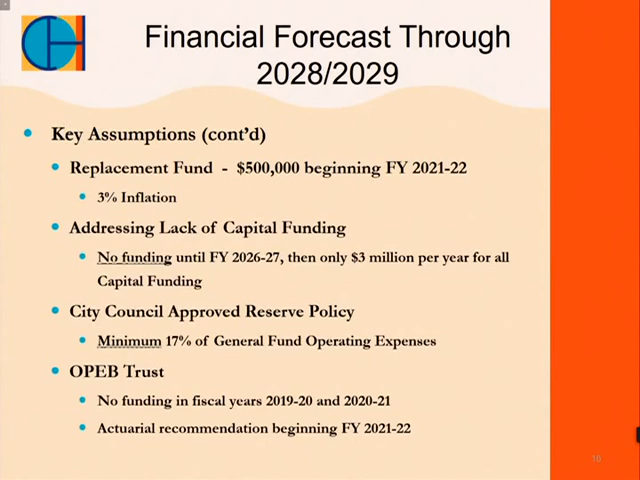 Financial Forecast Through
2028/2029
Key Assumptions (cont'd)
Replacement Fund - $500,000 beginning FY 2021-22
3% Inflation
Addressing Lack of Capital Funding
No funding until FY 2026-27, then only $3 million per year for all
Capital Funding
City Council Approved Reserve Policy
Minimum 17% of General Fund Operating Expenses
OPEB Trust
No funding in fiscal years 2019-20 and 2020-21
Actuarial recommendation beginning FY 2021-22